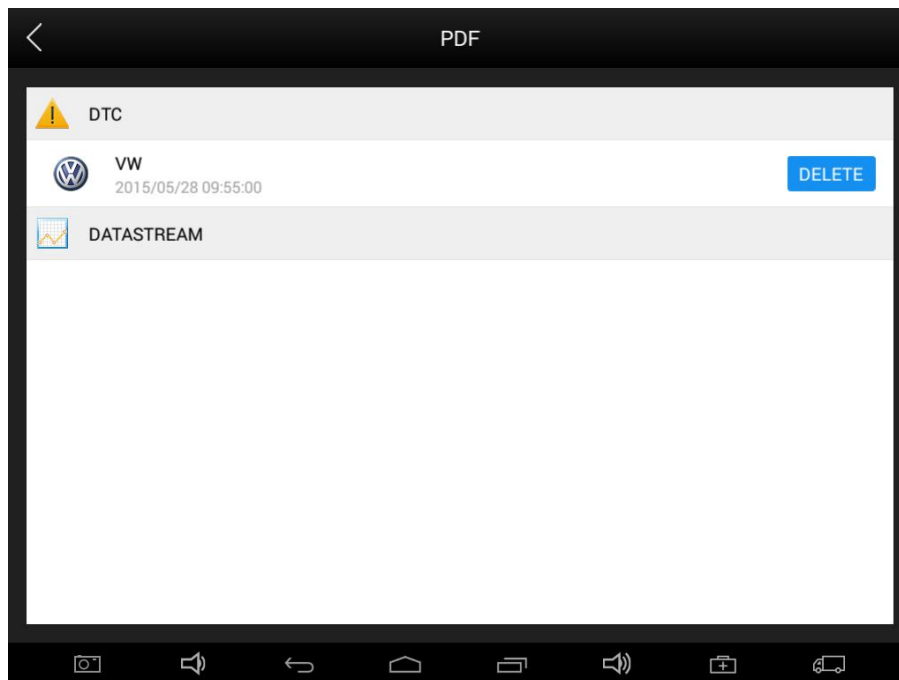 PDF
DTC
VW
2015/05/28 09:55:00
DELETE
DATASTREAM